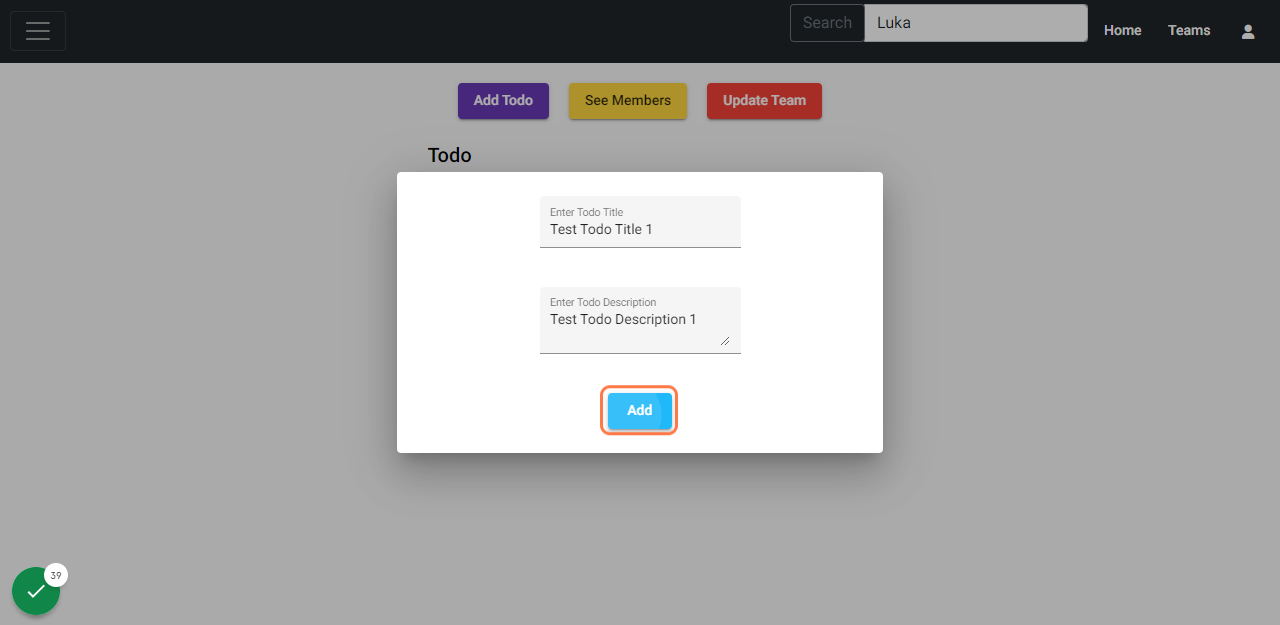 Search Luka Home Teams
Add Todo See Members Update Team
Todo
Enter Todo Title
Test Todo Title 1
Enter Todo Description
Test Todo Description 1
Add
39